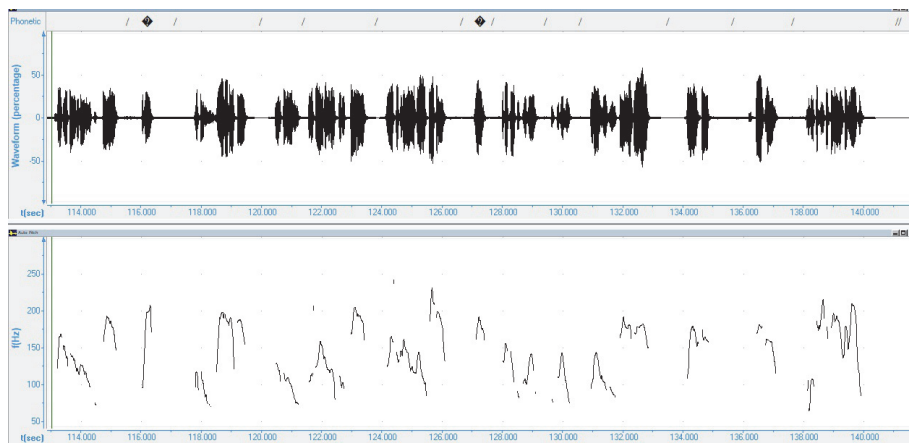 Phonetic / � / / / / / � / / / / / / //
Waveform (percentage)
50
0
-50
t(sec) 114.000 116.000 118.000 120.000 122.000 124.000 126.000 128.000 130.000 132.000 134.000 136.000 138.000 140.000
Auto Pitch
f(Hz)
250
200
150
100
50
t(sec) 114.000 116.000 118.000 120.000 122.000 124.000 126.000 128.000 130.000 132.000 134.000 136.000 138.000 140.000